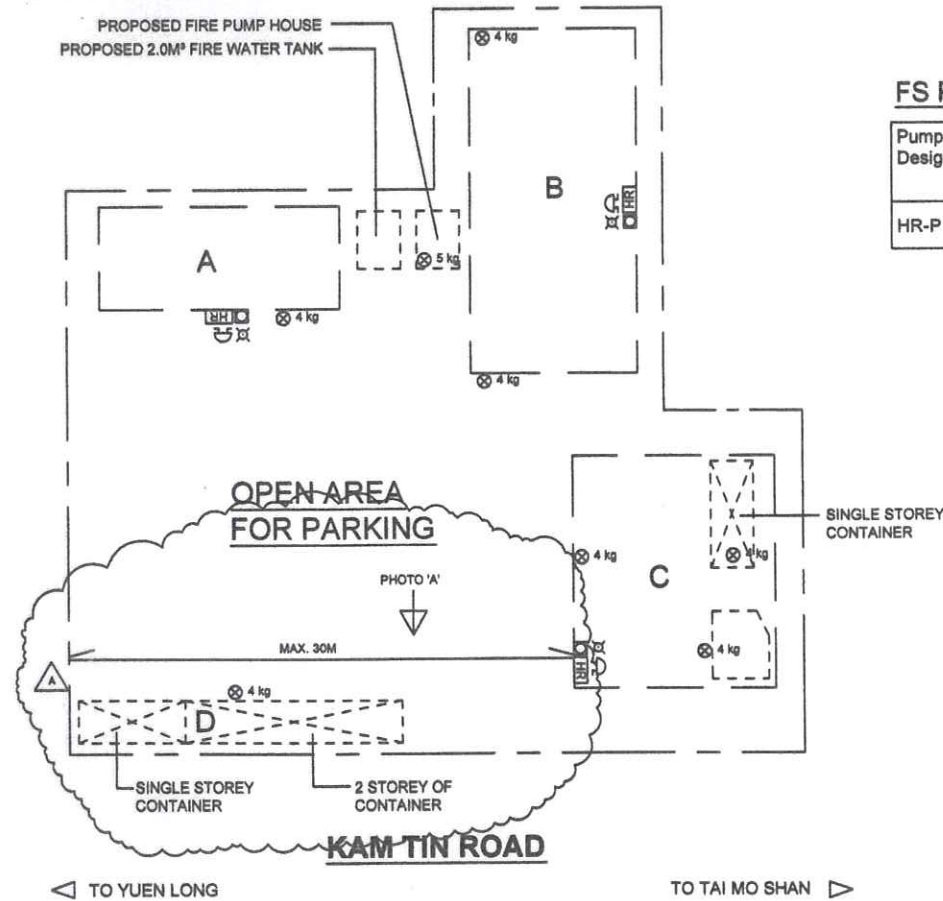 PROPOSED FIRE PUMP HOUSE
PROPOSED 2.0M³ FIRE WATER TANK
4 kg
FS
Pump
Desig
HR-P
B
HR
A
5 kg
HR
4 kg
4 kg
OPEN AREA
FOR PARKING
SINGLE STOREY
CONTAINER
4 kg
4 kg
C
PHOTO 'A'
MAX. 30M
HR
4 kg
A
4 kg
D
SINGLE STOREY
CONTAINER
2 STOREY OF
CONTAINER
KAM TIN ROAD
TO YUEN LONG
TO TAI MO SHAN